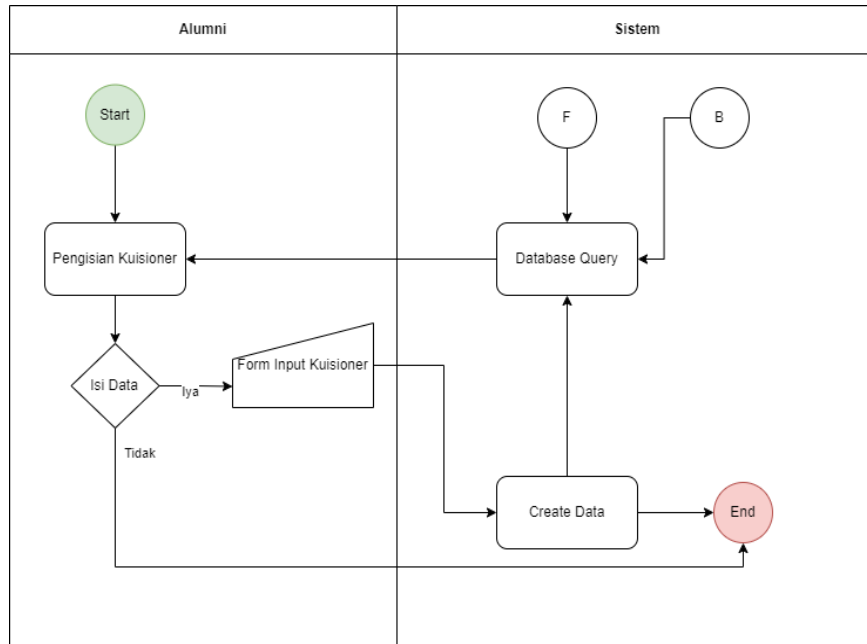 Alumni
Sistem
Start
F
B
Pengisian Kuisioner
Database Query
Isi Data
Iya
Form Input Kuisioner
Tidak
Create Data
End